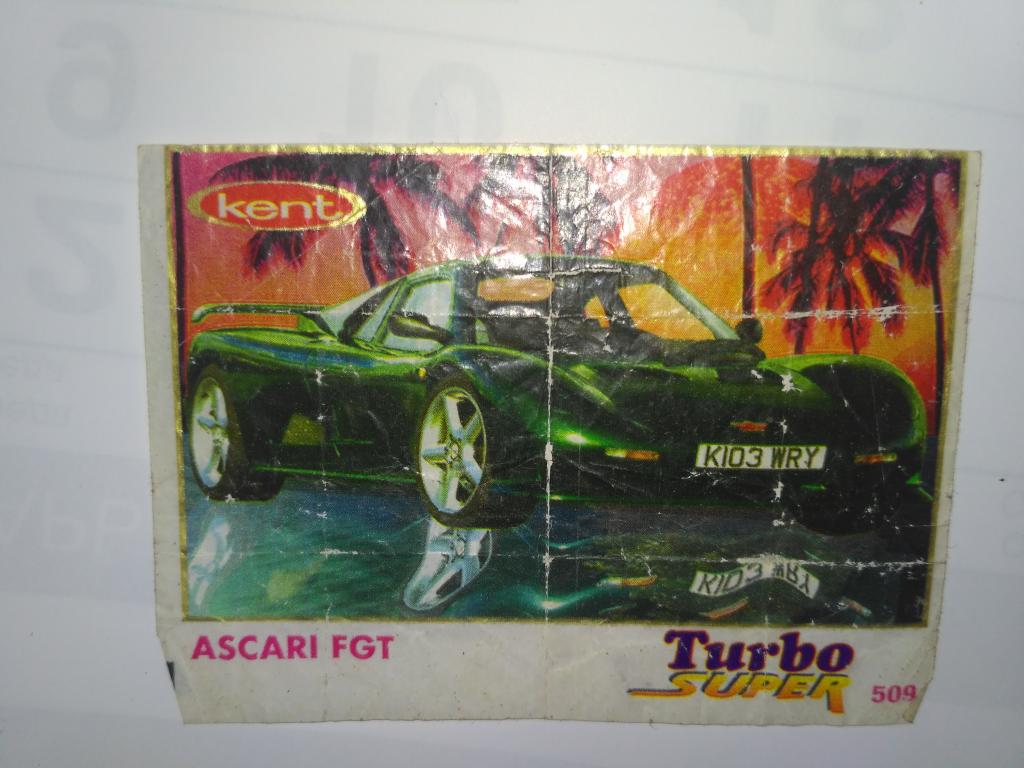 kent
K103 WRY
K103 WRY
ASCARI FGT
Turbo
SUPER
509